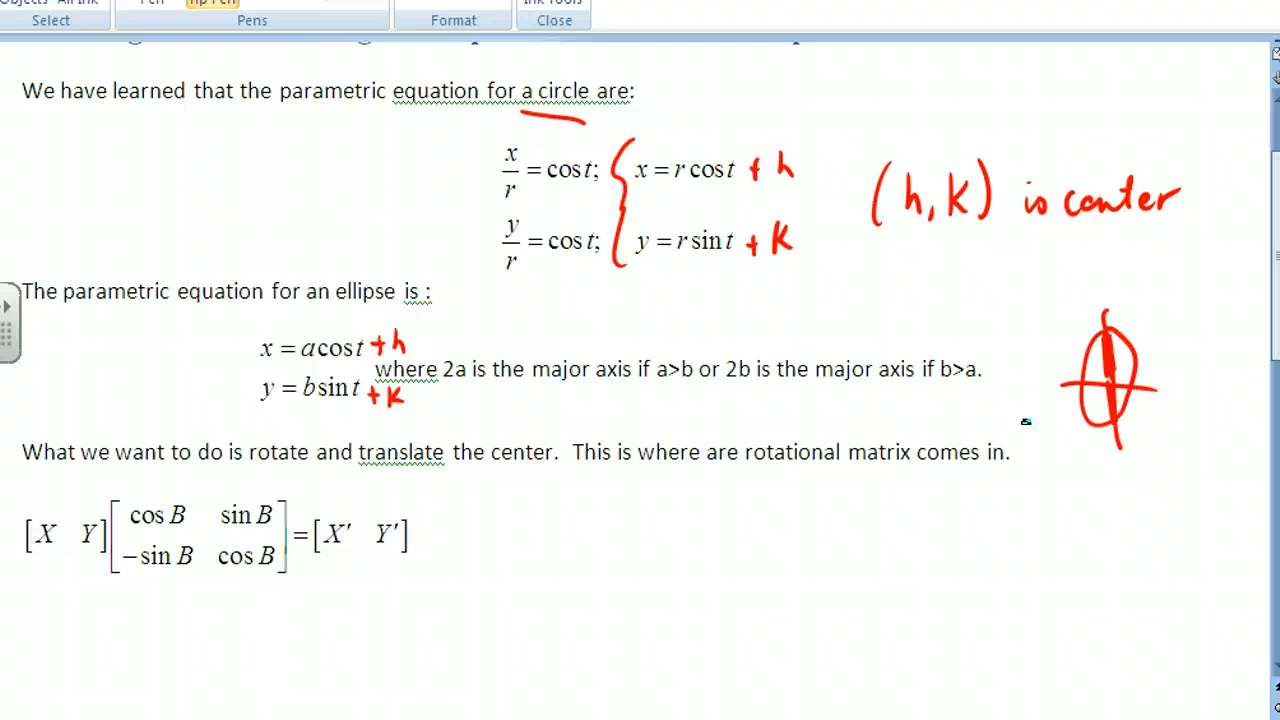 Select Pens Format Close
We have learned that the parametric equation for a circle are:
x/r = cos t; { x = r cos t + h
(h, k) is center
y/r = cos t; y = r sin t + k
The parametric equation for an ellipse is :
x = a cos t + h
where 2a is the major axis if a>b or 2b is the major axis if b>a.
y = b sin t + k
What we want to do is rotate and translate the center. This is where are rotational matrix comes in.
[X Y] [cos B sin B
−sin B cos B] = [X′ Y′]